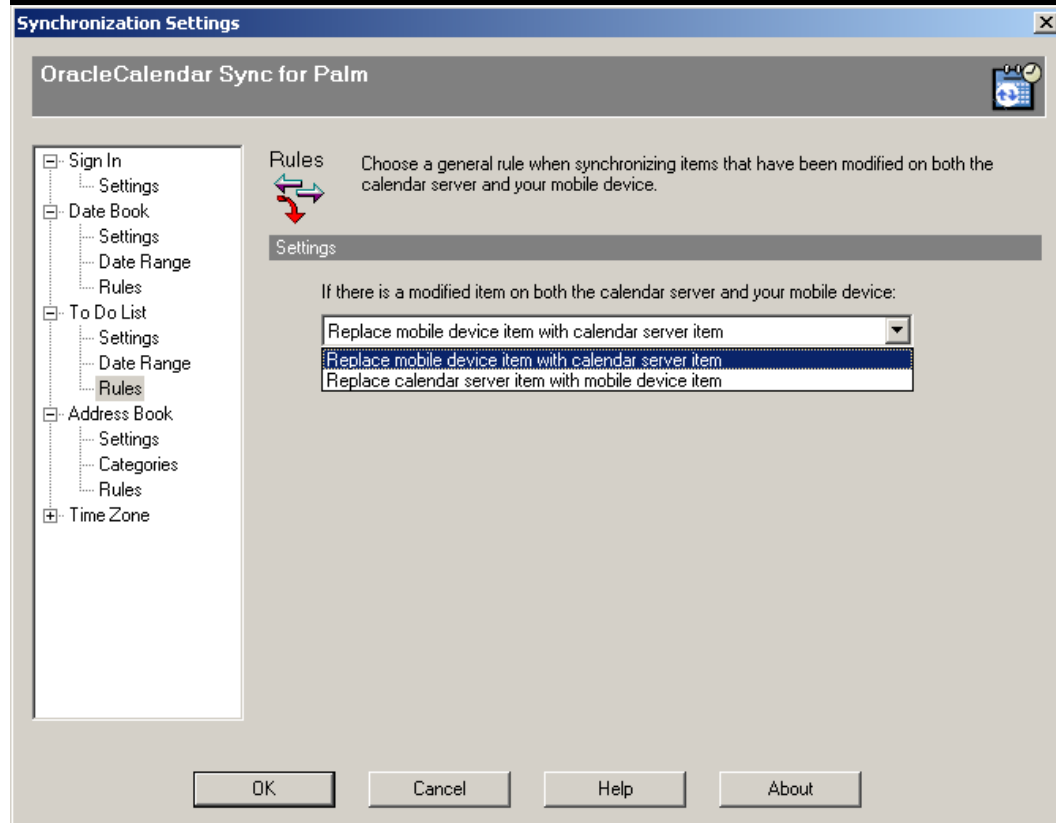 Synchronization Settings
OracleCalendar Sync for Palm
Sign In
Settings
Date Book
Settings
Date Range
Rules
To Do List
Settings
Date Range
Rules
Address Book
Settings
Categories
Rules
Time Zone
Rules
Choose a general rule when synchronizing items that have been modified on both the
calendar server and your mobile device.
Settings
If there is a modified item on both the calendar server and your mobile device:
Replace mobile device item with calendar server item
Replace mobile device item with calendar server item
Replace calendar server item with mobile device item
OK
Cancel
Help
About